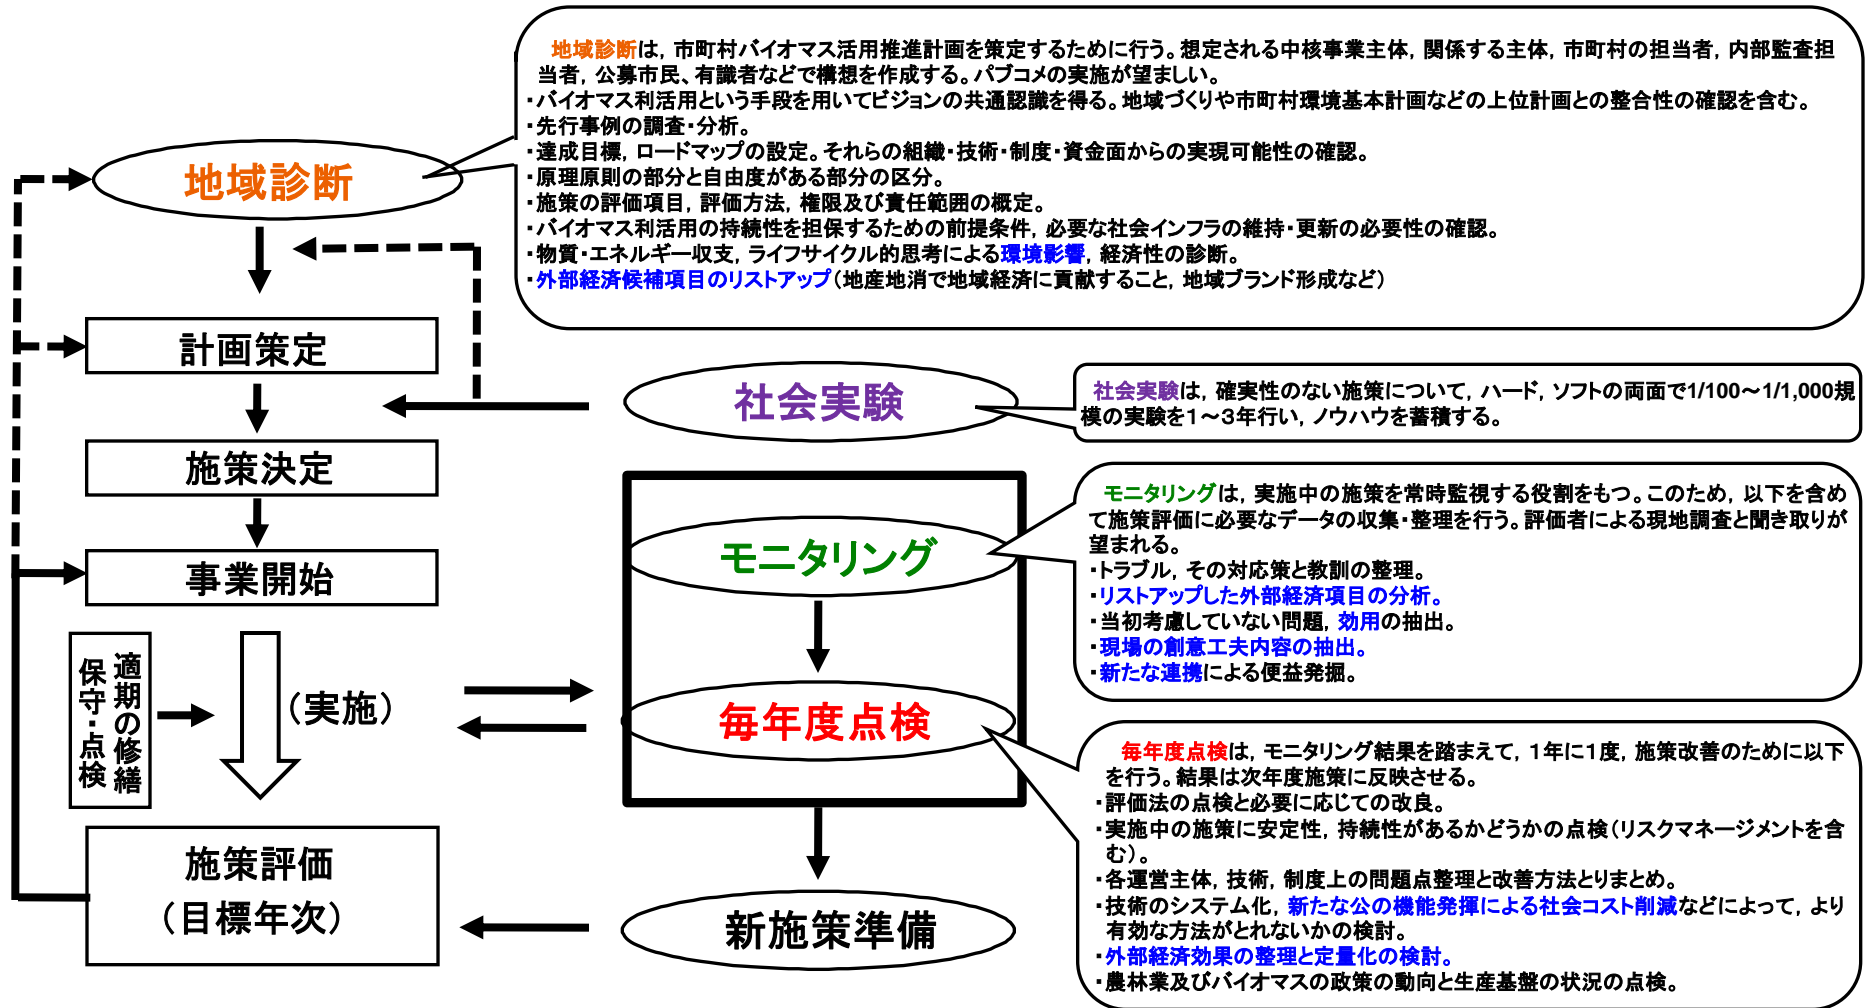 地域診断は，市町村バイオマス活用推進計画を策定するために行う。想定される中核事業主体，関係する主体，市町村の担当者，内部監査担
当者，公募市民、有識者などで構想を作成する。パブコメの実施が望ましい。
・バイオマス利活用という手段を用いてビジョンの共通認識を得る。地域づくりや市町村環境基本計画などの上位計画との整合性の確認を含む。
・先行事例の調査・分析。
・達成目標，ロードマップの設定。それらの組織・技術・制度・資金面からの実現可能性の確認。
・原理原則の部分と自由度がある部分の区分。
・施策の評価項目，評価方法，権限及び責任範囲の概定。
・バイオマス利活用の持続性を担保するための前提条件，必要な社会インフラの維持・更新の必要性の確認。
・物質・エネルギー収支，ライフサイクル的思考による環境影響，経済性の診断。
・外部経済候補項目のリストアップ（地産地消で地域経済に貢献すること，地域ブランド形成など）
地域診断
計画策定
施策決定
事業開始
適期の修繕
保守・点検
（実施）
施策評価
（目標年次）
社会実験
社会実験は，確実性のない施策について，ハード，ソフトの両面で1/100～1/1,000規
模の実験を１～３年行い，ノウハウを蓄積する。
モニタリング
モニタリングは，実施中の施策を常時監視する役割をもつ。このため，以下を含め
て施策評価に必要なデータの収集・整理を行う。評価者による現地調査と聞き取りが
望まれる。
・トラブル，その対応策と教訓の整理。
・リストアップした外部経済項目の分析。
・当初考慮していない問題，効用の抽出。
・現場の創意工夫内容の抽出。
・新たな連携による便益発掘。
毎年度点検
毎年度点検は，モニタリング結果を踏まえて，１年に１度，施策改善のために以下
を行う。結果は次年度施策に反映させる。
・評価法の点検と必要に応じての改良。
・実施中の施策に安定性，持続性があるかどうかの点検（リスクマネージメントを含
む）。
・各運営主体，技術，制度上の問題点整理と改善方法とりまとめ。
・技術のシステム化，新たな公の機能発揮による社会コスト削減などによって，より
有効な方法がとれないかの検討。
・外部経済効果の整理と定量化の検討。
・農林業及びバイオマスの政策の動向と生産基盤の状況の点検。
新施策準備